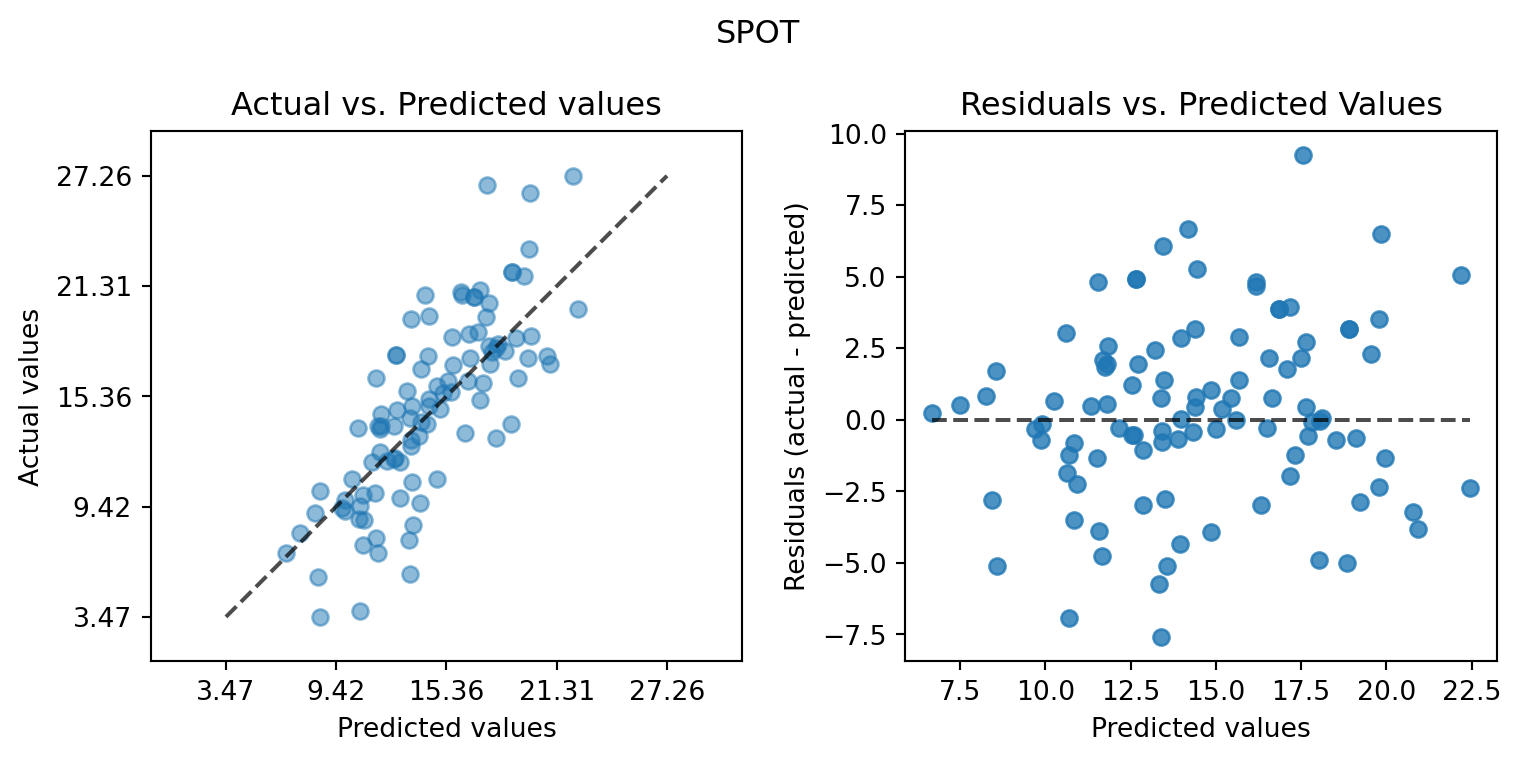 SPOT
Actual vs. Predicted values
Actual values
27.26
21.31
15.36
9.42
3.47
3.47 9.42 15.36 21.31 27.26
Predicted values
Residuals vs. Predicted Values
Residuals (actual - predicted)
10.0
7.5
5.0
2.5
0.0
−2.5
−5.0
−7.5
7.5 10.0 12.5 15.0 17.5 20.0 22.5
Predicted values